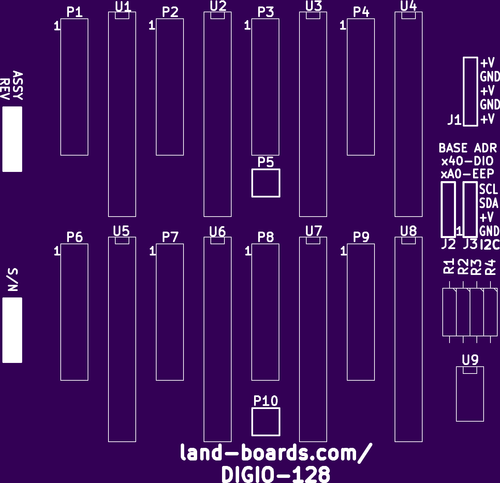 P1 U1 P2 U2 P3 U3 P4 U4
1 1 1 1
+V
GND
+V
GND
J1 +V
ASSY
REV
BASE ADR
x40-DIO
xA0-EEP
P5
SCL
SDA
+V
1 GND
J2 J3 I2C
P6 U5 P7 U6 P8 U7 P9 U8
1 1 1 1
R1 R2 R3 R4
S/N
U9
P10
land-boards.com/
DIGIO-128